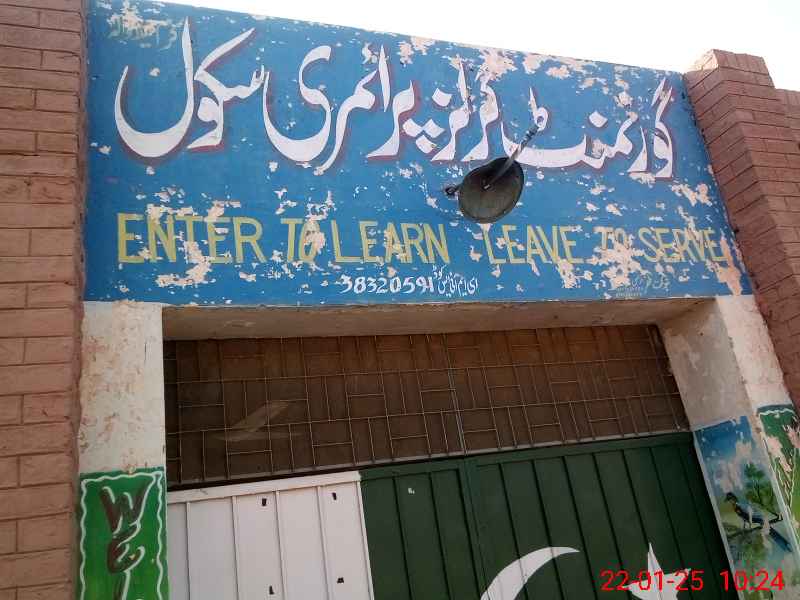 گورنمنٹ گرلز پرائمری سکول
ENTER TO LEARN LEAVE TO SERVE
ای ایم آئی ایس کوڈ 38320591
WEL
22-01-25 10:24